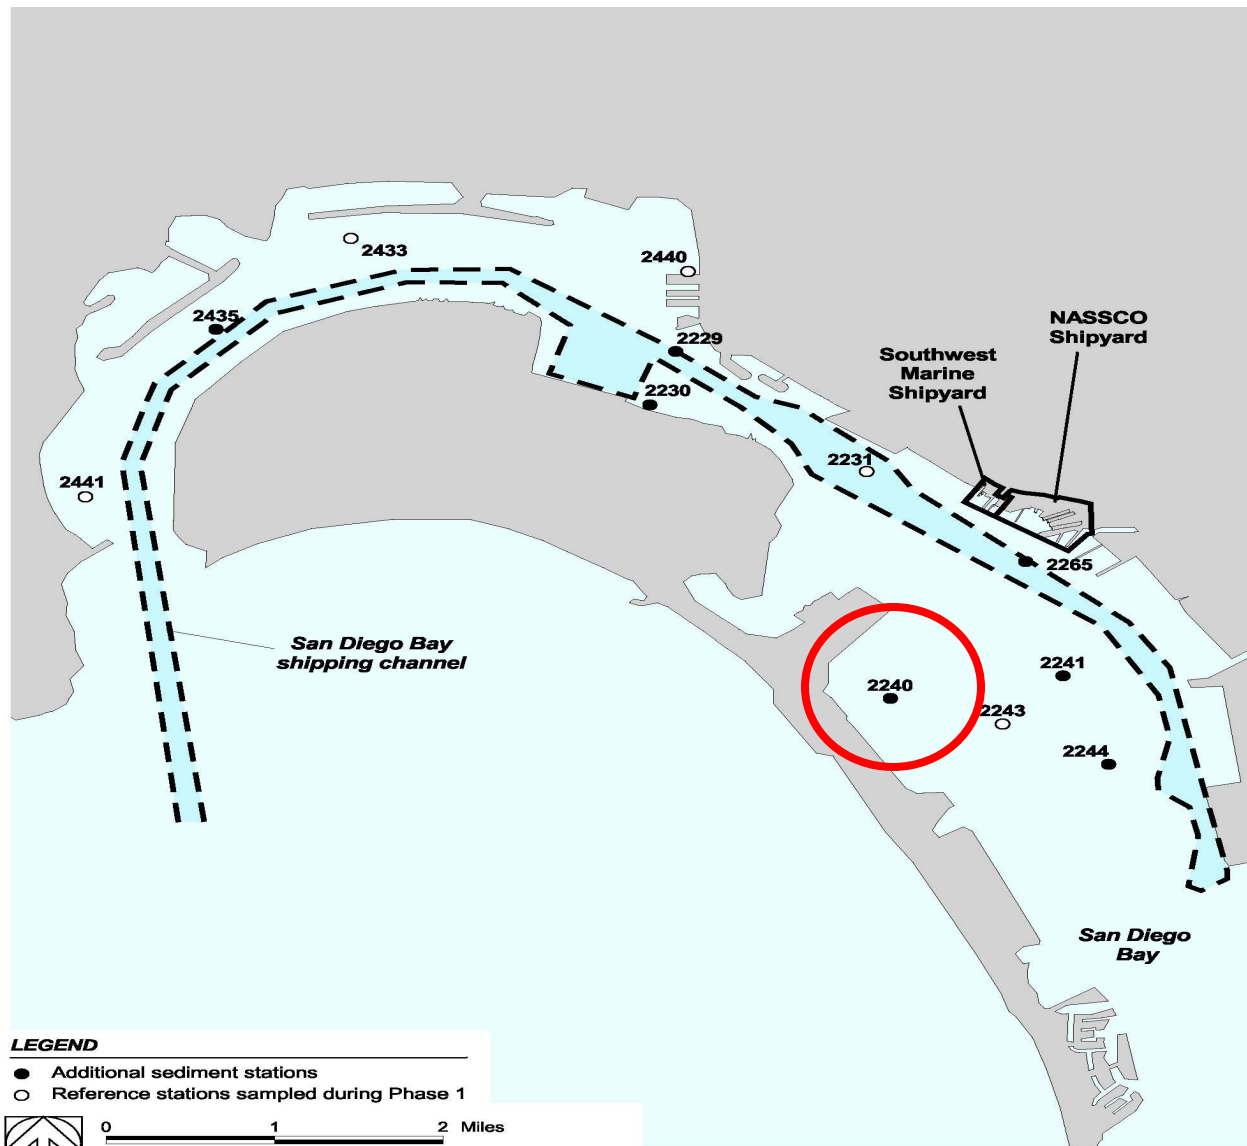 2433
2440
2435
2229
NASSCO
Shipyard
Southwest
Marine
Shipyard
2230
2231
2441
2265
San Diego Bay
shipping channel
2241
2240
2243
2244
San Diego
Bay
LEGEND
Additional sediment stations
Reference stations sampled during Phase 1
0 1 2 Miles